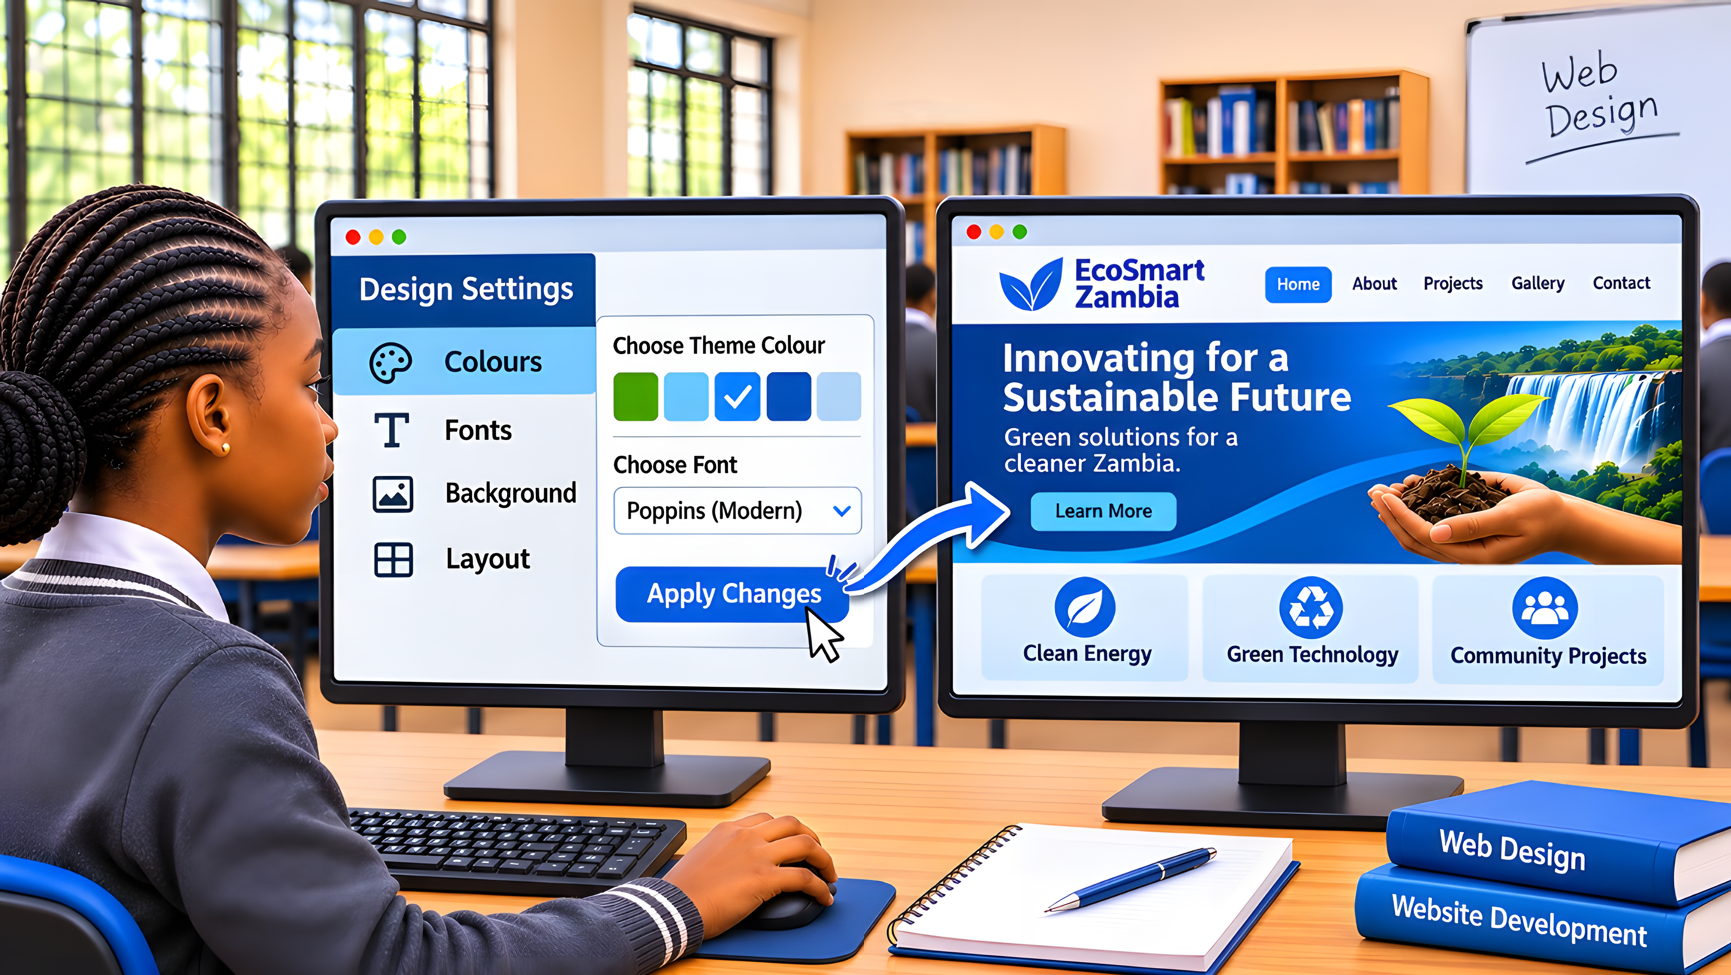 Web
Design
Design Settings
Colours
Fonts
Background
Layout
Choose Theme Colour
Choose Font
Poppins (Modern)
Apply Changes
EcoSmart
Zambia
Home
About
Projects
Gallery
Contact
Innovating for a
Sustainable Future
Green solutions for a
cleaner Zambia.
Learn More
Clean Energy
Green Technology
Community Projects
Web Design
Website Development